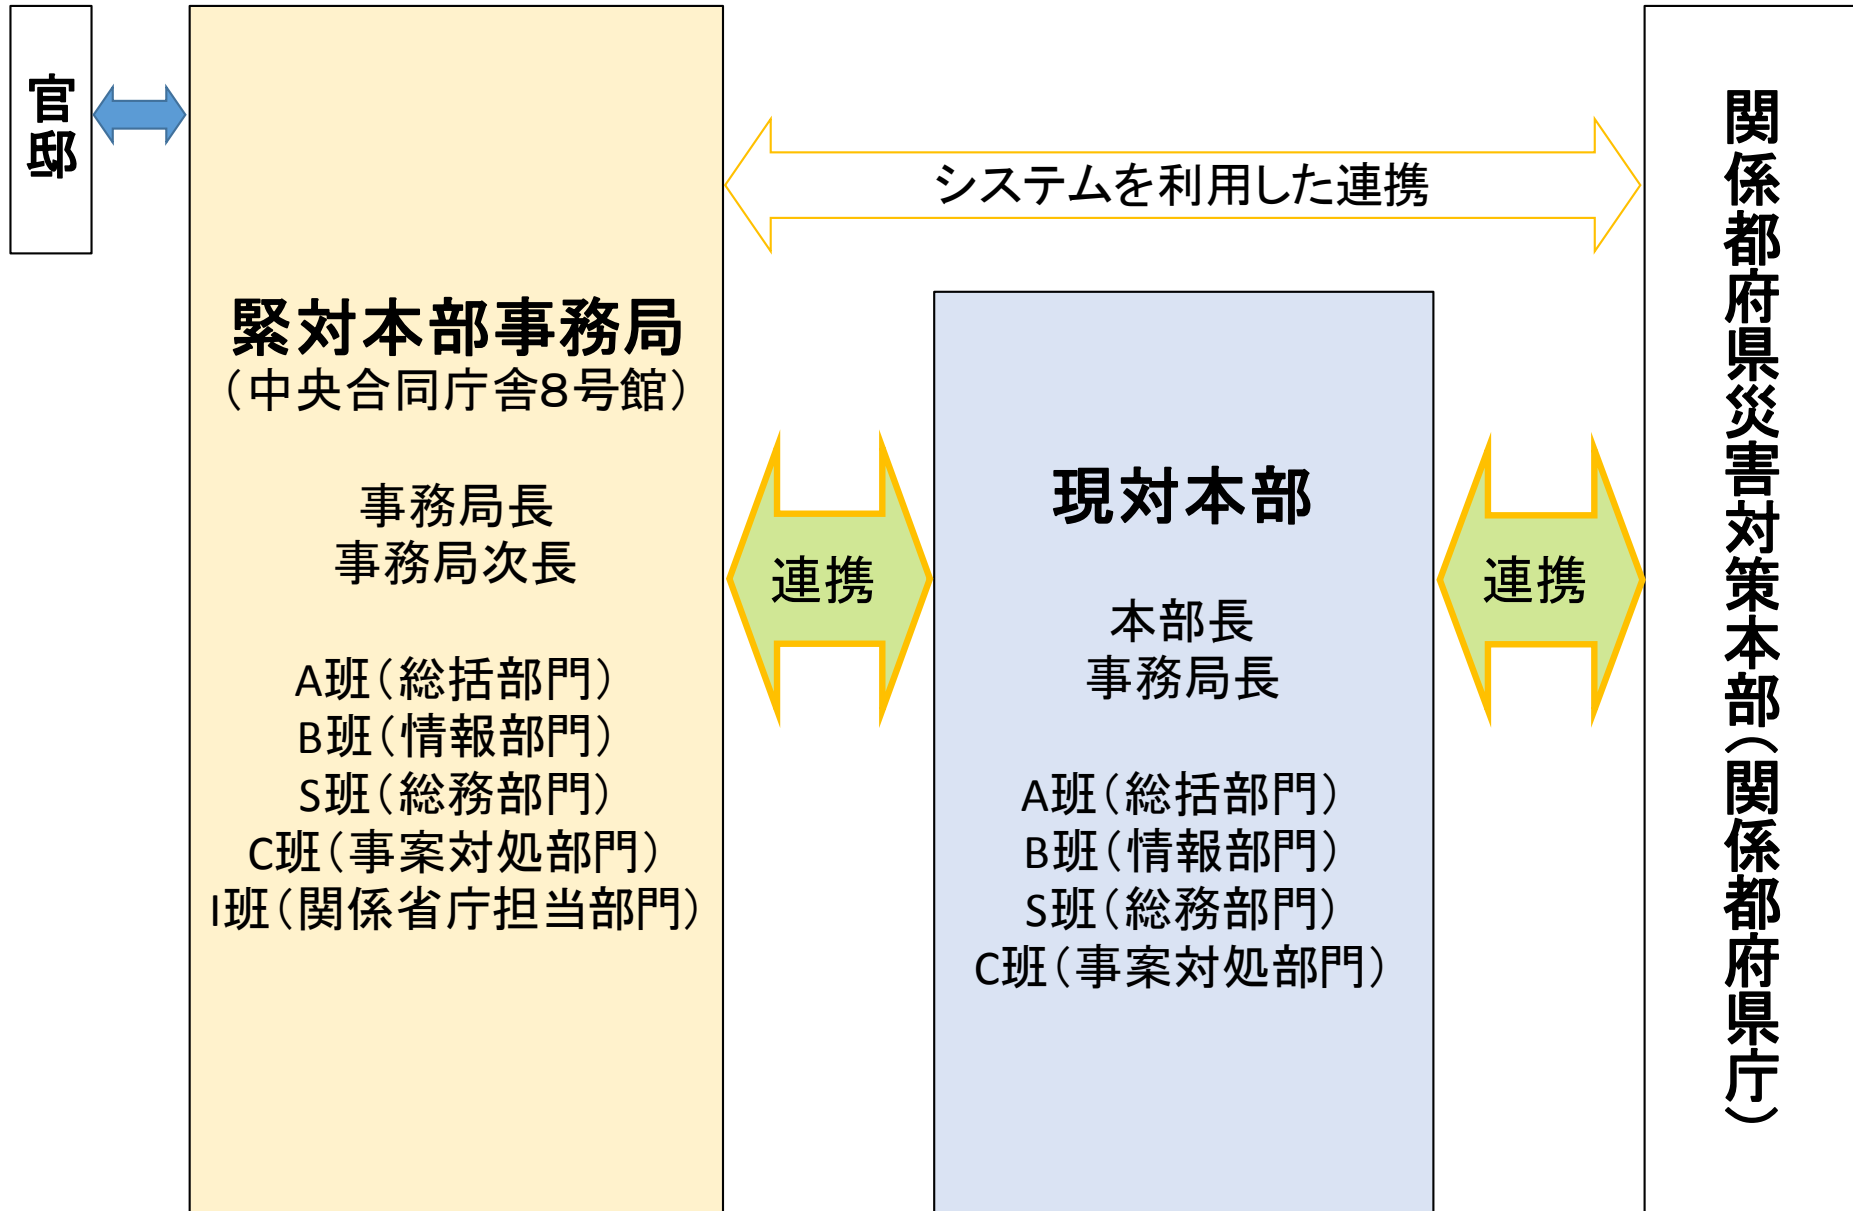 官邸
緊対本部事務局
（中央合同庁舎８号館）
事務局長
事務局次長
A班（総括部門）
B班（情報部門）
S班（総務部門）
C班（事案対処部門）
I班（関係省庁担当部門）
システムを利用した連携
連携
現対本部
本部長
事務局長
A班（総括部門）
B班（情報部門）
S班（総務部門）
C班（事案対処部門）
連携
関係都府県災害対策本部（関係都府県庁）